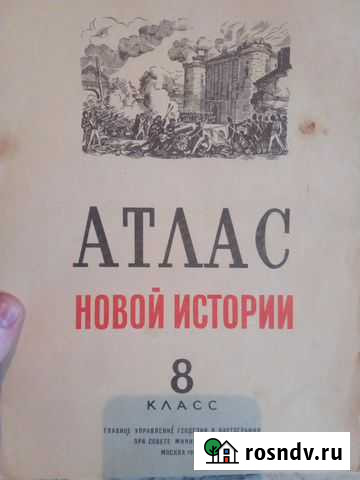 АТЛАС
НОВОЙ ИСТОРИИ
8
КЛАСС
ГЛАВНОЕ УПРАВЛЕНИЕ ГЕОДЕЗИИ И КАРТОГРАФИИ
ПРИ СОВЕТЕ
МОСКВА
rosndv.ru